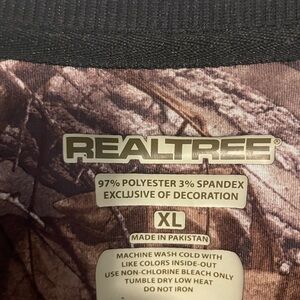 REALTREE®
97% POLYESTER 3% SPANDEX
EXCLUSIVE OF DECORATION
XL
MADE IN PAKISTAN
MACHINE WASH COLD WITH
LIKE COLORS INSIDE-OUT
USE NON-CHLORINE BLEACH ONLY
TUMBLE DRY LOW HEAT
DO NOT IRON